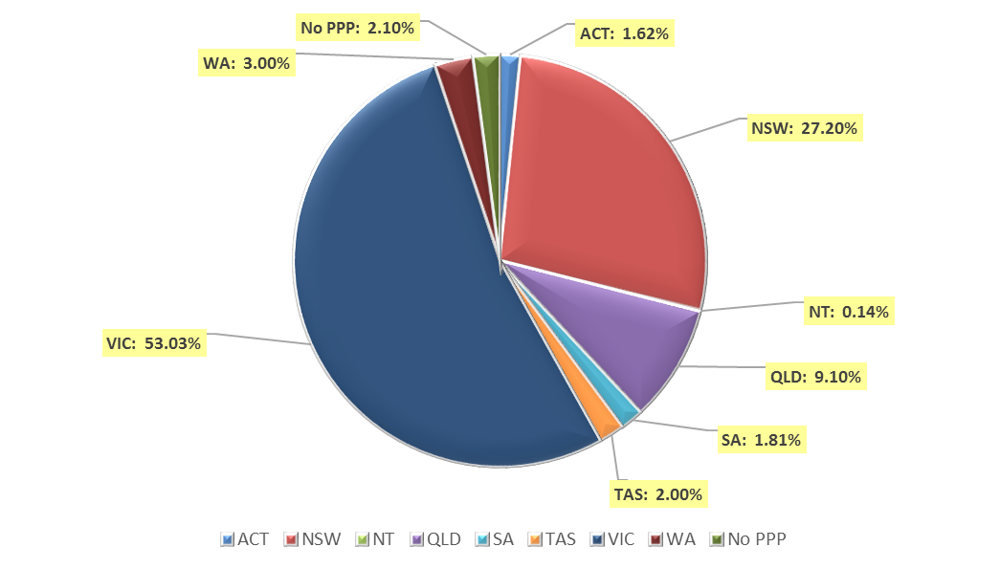 No PPP: 2.10%
ACT: 1.62%
WA: 3.00%
NSW: 27.20%
NT: 0.14%
VIC: 53.03%
QLD: 9.10%
SA: 1.81%
TAS: 2.00%
ACT NSW NT QLD SA TAS VIC WA No PPP